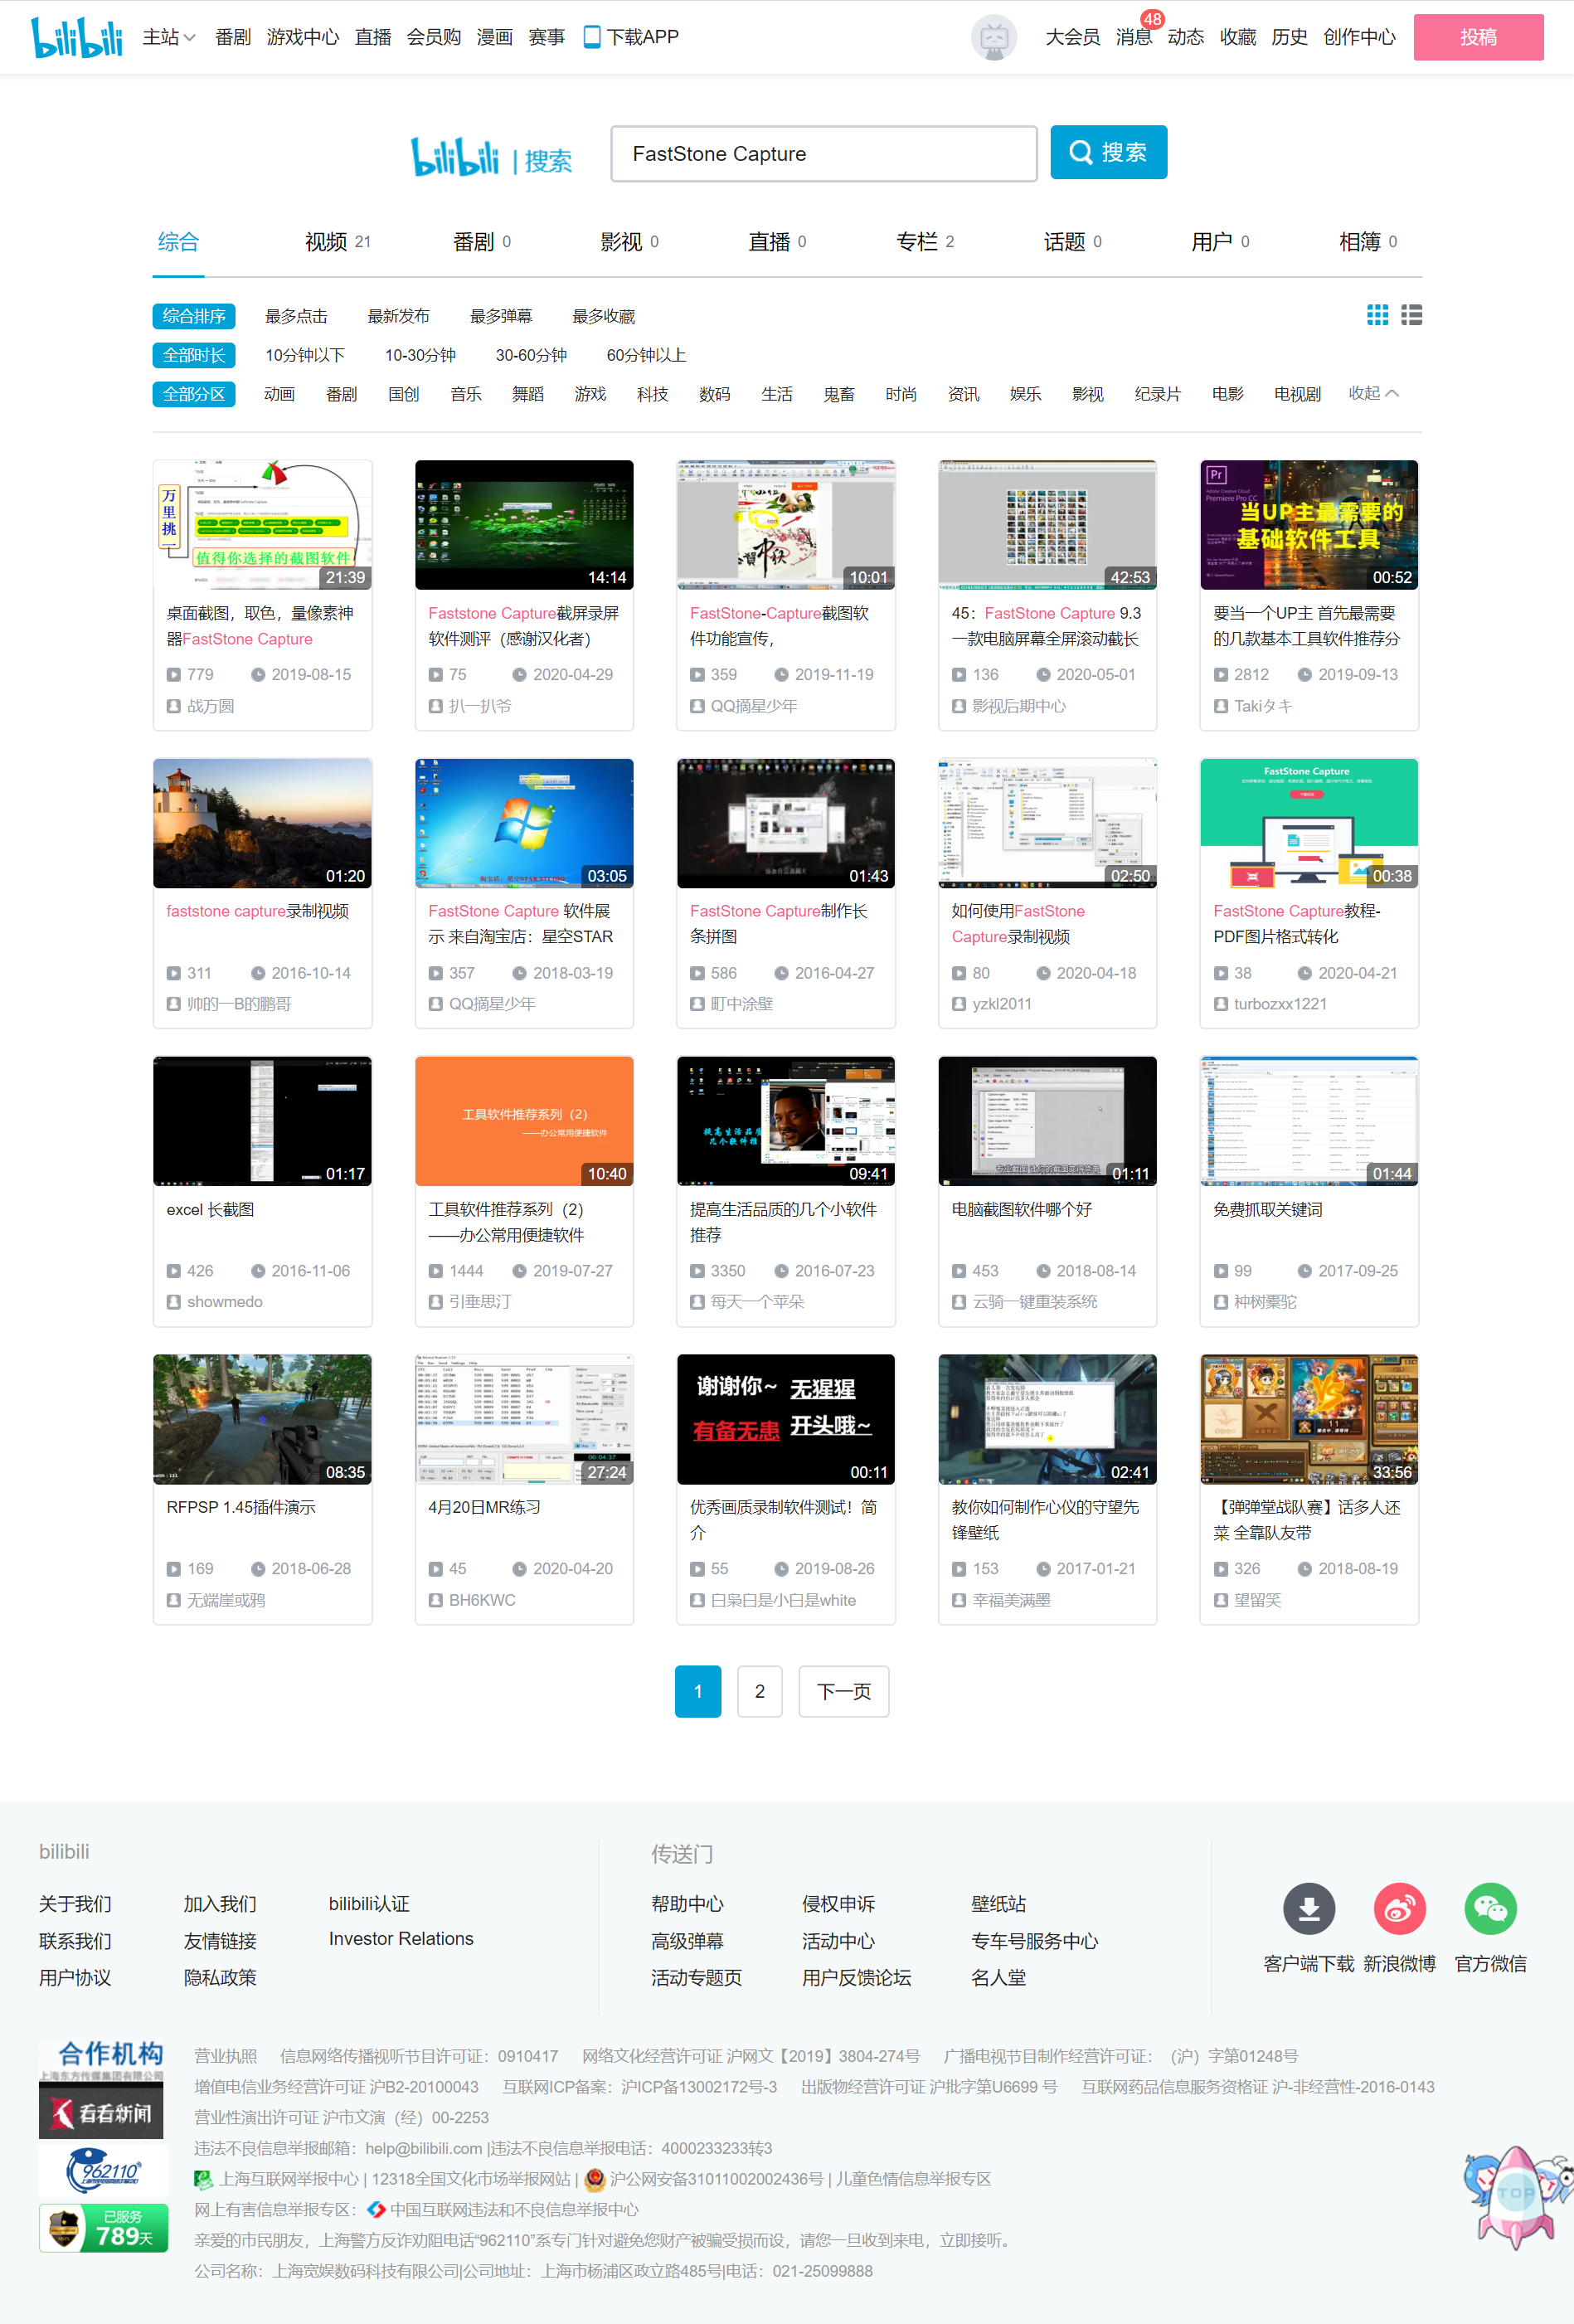 bilibili 主站 番剧 游戏中心 直播 会员购 漫画 赛事 下载APP 大会员 消息 48 动态 收藏 历史 创作中心 投稿
bilibili | 搜索 FastStone Capture 搜索
综合 视频 21 番剧 0 影视 0 直播 0 专栏 2 话题 0 用户 0 相簿 0
综合排序 最多点击 最新发布 最多弹幕 最多收藏
全部时长 10分钟以下 10-30分钟 30-60分钟 60分钟以上
全部分区 动画 番剧 国创 音乐 舞蹈 游戏 科技 数码 生活 鬼畜 时尚 资讯 娱乐 影视 纪录片 电影 电视剧 收起
万里挑一
值得你选择的截图软件
21:39
桌面截图，取色，量像素神
器FastStone Capture
779 2019-08-15
战方圆
14:14
Faststone Capture截屏录屏
软件测评（感谢汉化者）
75 2020-04-29
扒一扒爷
10:01
FastStone-Capture截图软
件功能宣传，
359 2019-11-19
QQ摘星少年
42:53
45：FastStone Capture 9.3
一款电脑屏幕全屏滚动截长
136 2020-05-01
影视后期中心
Pr
Adobe Creative Cloud
Premiere Pro CC
当UP主最需要的
基础软件工具
00:52
要当一个UP主 首先最需要
的几款基本工具软件推荐分
2812 2019-09-13
Takiタキ
01:20
faststone capture录制视频
311 2016-10-14
帅的一B的鹏哥
03:05
FastStone Capture 软件展
示 来自淘宝店：星空STAR
357 2018-03-19
QQ摘星少年
01:43
FastStone Capture制作长
条拼图
586 2016-04-27
町中涂壁
02:50
如何使用FastStone
Capture录制视频
80 2020-04-18
yzkl2011
FastStone Capture
00:38
FastStone Capture教程-
PDF图片格式转化
38 2020-04-21
turbozxx1221
01:17
excel 长截图
426 2016-11-06
showmedo
工具软件推荐系列（2）
——办公常用便捷软件
10:40
工具软件推荐系列（2）
——办公常用便捷软件
1444 2019-07-27
引垂思汀
提高生活品质
几个软件推
09:41
提高生活品质的几个小软件
推荐
3350 2016-07-23
每天一个苹朵
01:11
电脑截图软件哪个好
453 2018-08-14
云骑一键重装系统
01:44
免费抓取关键词
99 2017-09-25
种树橐驼
08:35
RFPSP 1.45插件演示
169 2018-06-28
无端崖或鸦
27:24
4月20日MR练习
45 2020-04-20
BH6KWC
谢谢你~ 无猩猩
有备无患 开头哦~
00:11
优秀画质录制软件测试！简
介
55 2019-08-26
白枭白是小白是white
02:41
教你如何制作心仪的守望先
锋壁纸
153 2017-01-21
幸福美满墨
33:56
【弹弹堂战队赛】话多人还
菜 全靠队友带
326 2018-08-19
望留笑
1 2 下一页
bilibili
关于我们 加入我们 bilibili认证
联系我们 友情链接 Investor Relations
用户协议 隐私政策
传送门
帮助中心 侵权申诉 壁纸站
高级弹幕 活动中心 专车号服务中心
活动专题页 用户反馈论坛 名人堂
客户端下载 新浪微博 官方微信
合作机构
上海东方传媒集团有限公司
看看新闻
962110
已服务
789天
营业执照 信息网络传播视听节目许可证：0910417 网络文化经营许可证 沪网文【2019】3804-274号 广播电视节目制作经营许可证：（沪）字第01248号
增值电信业务经营许可证 沪B2-20100043 互联网ICP备案：沪ICP备13002172号-3 出版物经营许可证 沪批字第U6699 号 互联网药品信息服务资格证 沪-非经营性-2016-0143
营业性演出许可证 沪市文演（经）00-2253
违法不良信息举报邮箱：help@bilibili.com |违法不良信息举报电话：4000233233转3
上海互联网举报中心 | 12318全国文化市场举报网站 | 沪公网安备31011002002436号 | 儿童色情信息举报专区
网上有害信息举报专区： 中国互联网违法和不良信息举报中心
亲爱的市民朋友，上海警方反诈劝阻电话“962110”系专门针对避免您财产被骗受损而设，请您一旦收到来电，立即接听。
公司名称：上海宽娱数码科技有限公司|公司地址：上海市杨浦区政立路485号|电话：021-25099888
TOP